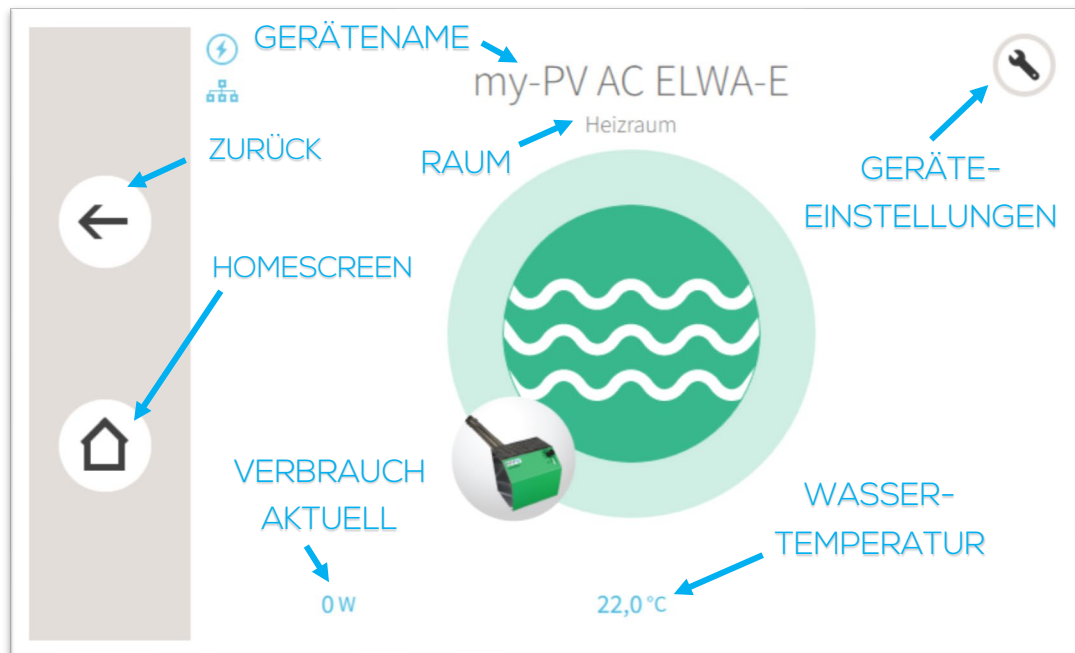 GERÄTENAME
my-PV AC ELWA-E
Heizraum
ZURÜCK
RAUM
GERÄTE-
EINSTELLUNGEN
HOMESCREEN
VERBRAUCH
AKTUELL
WASSER-
TEMPERATUR
0 W
22,0 °C